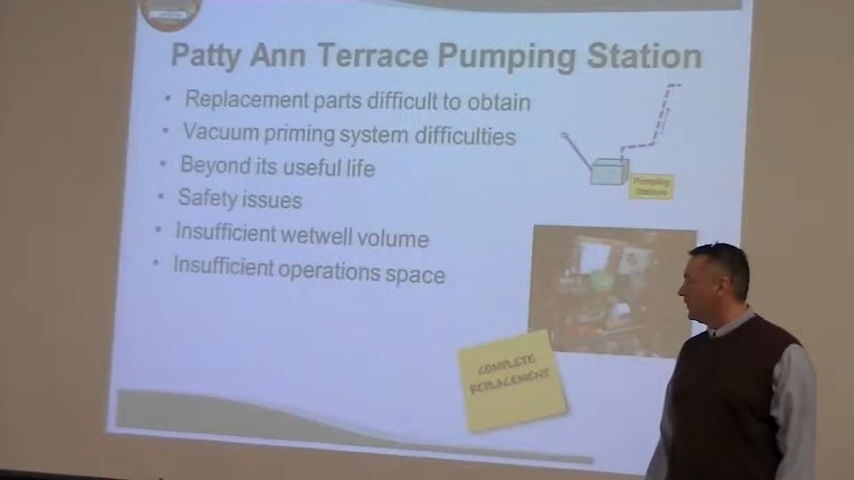 Patty Ann Terrace Pumping Station
• Replacement parts difficult to obtain
• Vacuum priming system difficulties
• Beyond its useful life
• Safety issues
• Insufficient wetwell volume
• Insufficient operations space
Pumping
Station
COMPLETE
REPLACEMENT